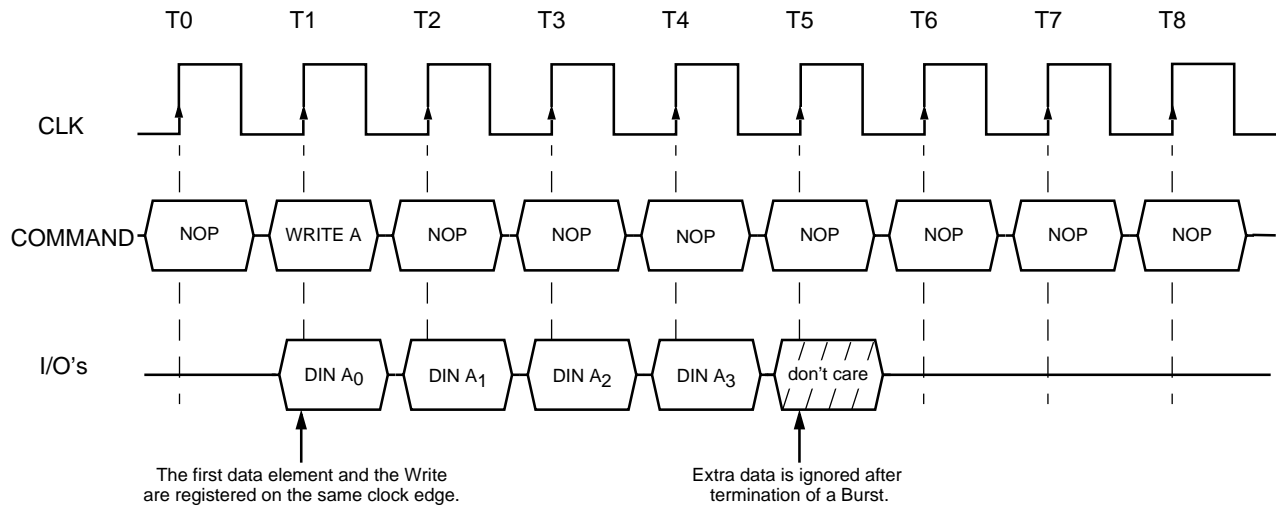 T0 T1 T2 T3 T4 T5 T6 T7 T8
CLK
COMMAND NOP WRITE A NOP NOP NOP NOP NOP NOP NOP
I/O's DIN A0 DIN A1 DIN A2 DIN A3 don't care
The first data element and the Write
are registered on the same clock edge.
Extra data is ignored after
termination of a Burst.